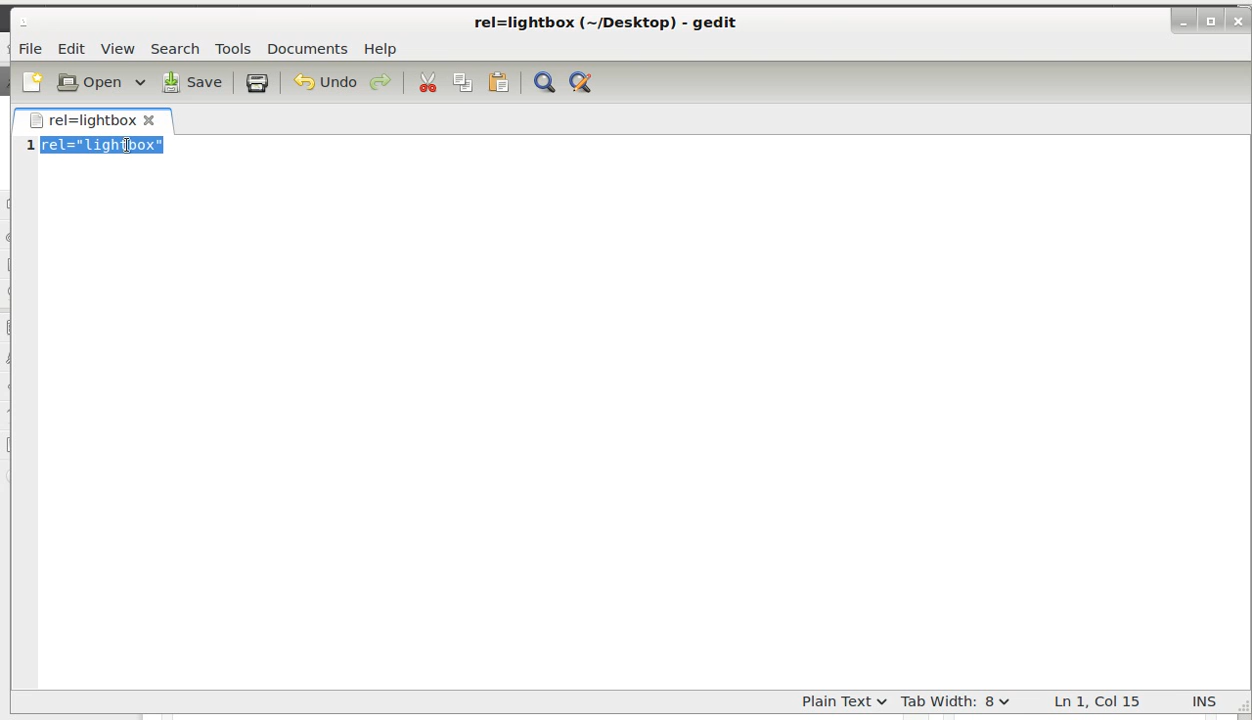 rel=lightbox (~/Desktop) - gedit
File Edit View Search Tools Documents Help
Open Save Undo
rel=lightbox
1 rel="lightbox"
Plain Text Tab Width: 8 Ln 1, Col 15 INS